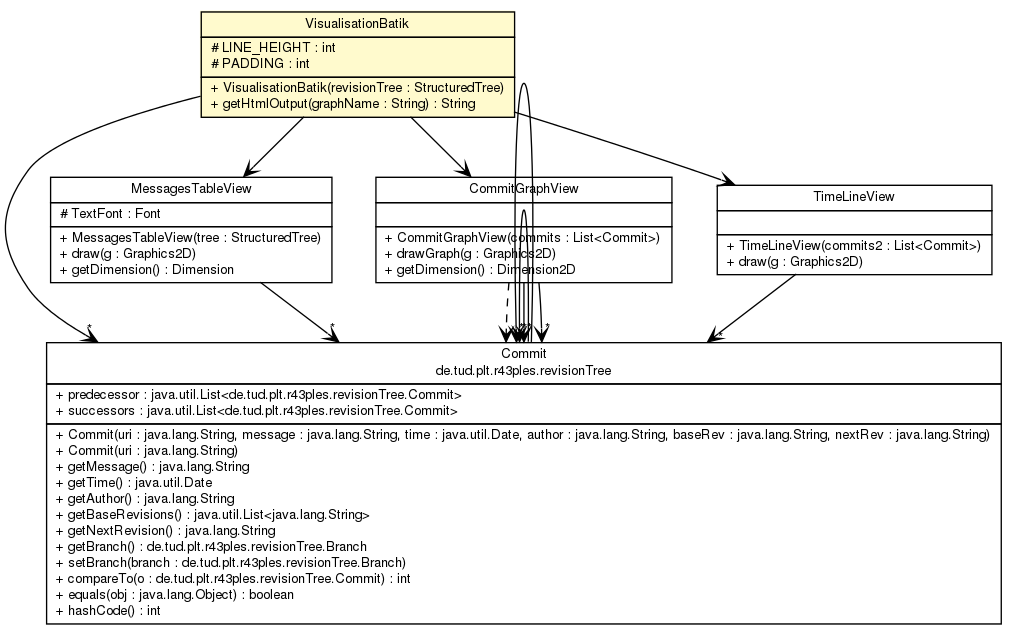 VisualisationBatik
# LINE_HEIGHT : int
# PADDING : int
+ VisualisationBatik(revisionTree : StructuredTree)
+ getHtmlOutput(graphName : String) : String
MessagesTableView
# TextFont : Font
+ MessagesTableView(tree : StructuredTree)
+ draw(g : Graphics2D)
+ getDimension() : Dimension
CommitGraphView
+ CommitGraphView(commits : List<Commit>)
+ drawGraph(g : Graphics2D)
+ getDimension() : Dimension2D
TimeLineView
+ TimeLineView(commits2 : List<Commit>)
+ draw(g : Graphics2D)
*
*
*
*
Commit
de.tud.plt.r43ples.revisionTree
+ predecessor : java.util.List<de.tud.plt.r43ples.revisionTree.Commit>
+ successors : java.util.List<de.tud.plt.r43ples.revisionTree.Commit>
+ Commit(uri : java.lang.String, message : java.lang.String, time : java.util.Date, author : java.lang.String, baseRev : java.lang.String, nextRev : java.lang.String)
+ Commit(uri : java.lang.String)
+ getMessage() : java.lang.String
+ getTime() : java.util.Date
+ getAuthor() : java.lang.String
+ getBaseRevisions() : java.util.List<java.lang.String>
+ getNextRevision() : java.lang.String
+ getBranch() : de.tud.plt.r43ples.revisionTree.Branch
+ setBranch(branch : de.tud.plt.r43ples.revisionTree.Branch)
+ compareTo(o : de.tud.plt.r43ples.revisionTree.Commit) : int
+ equals(obj : java.lang.Object) : boolean
+ hashCode() : int